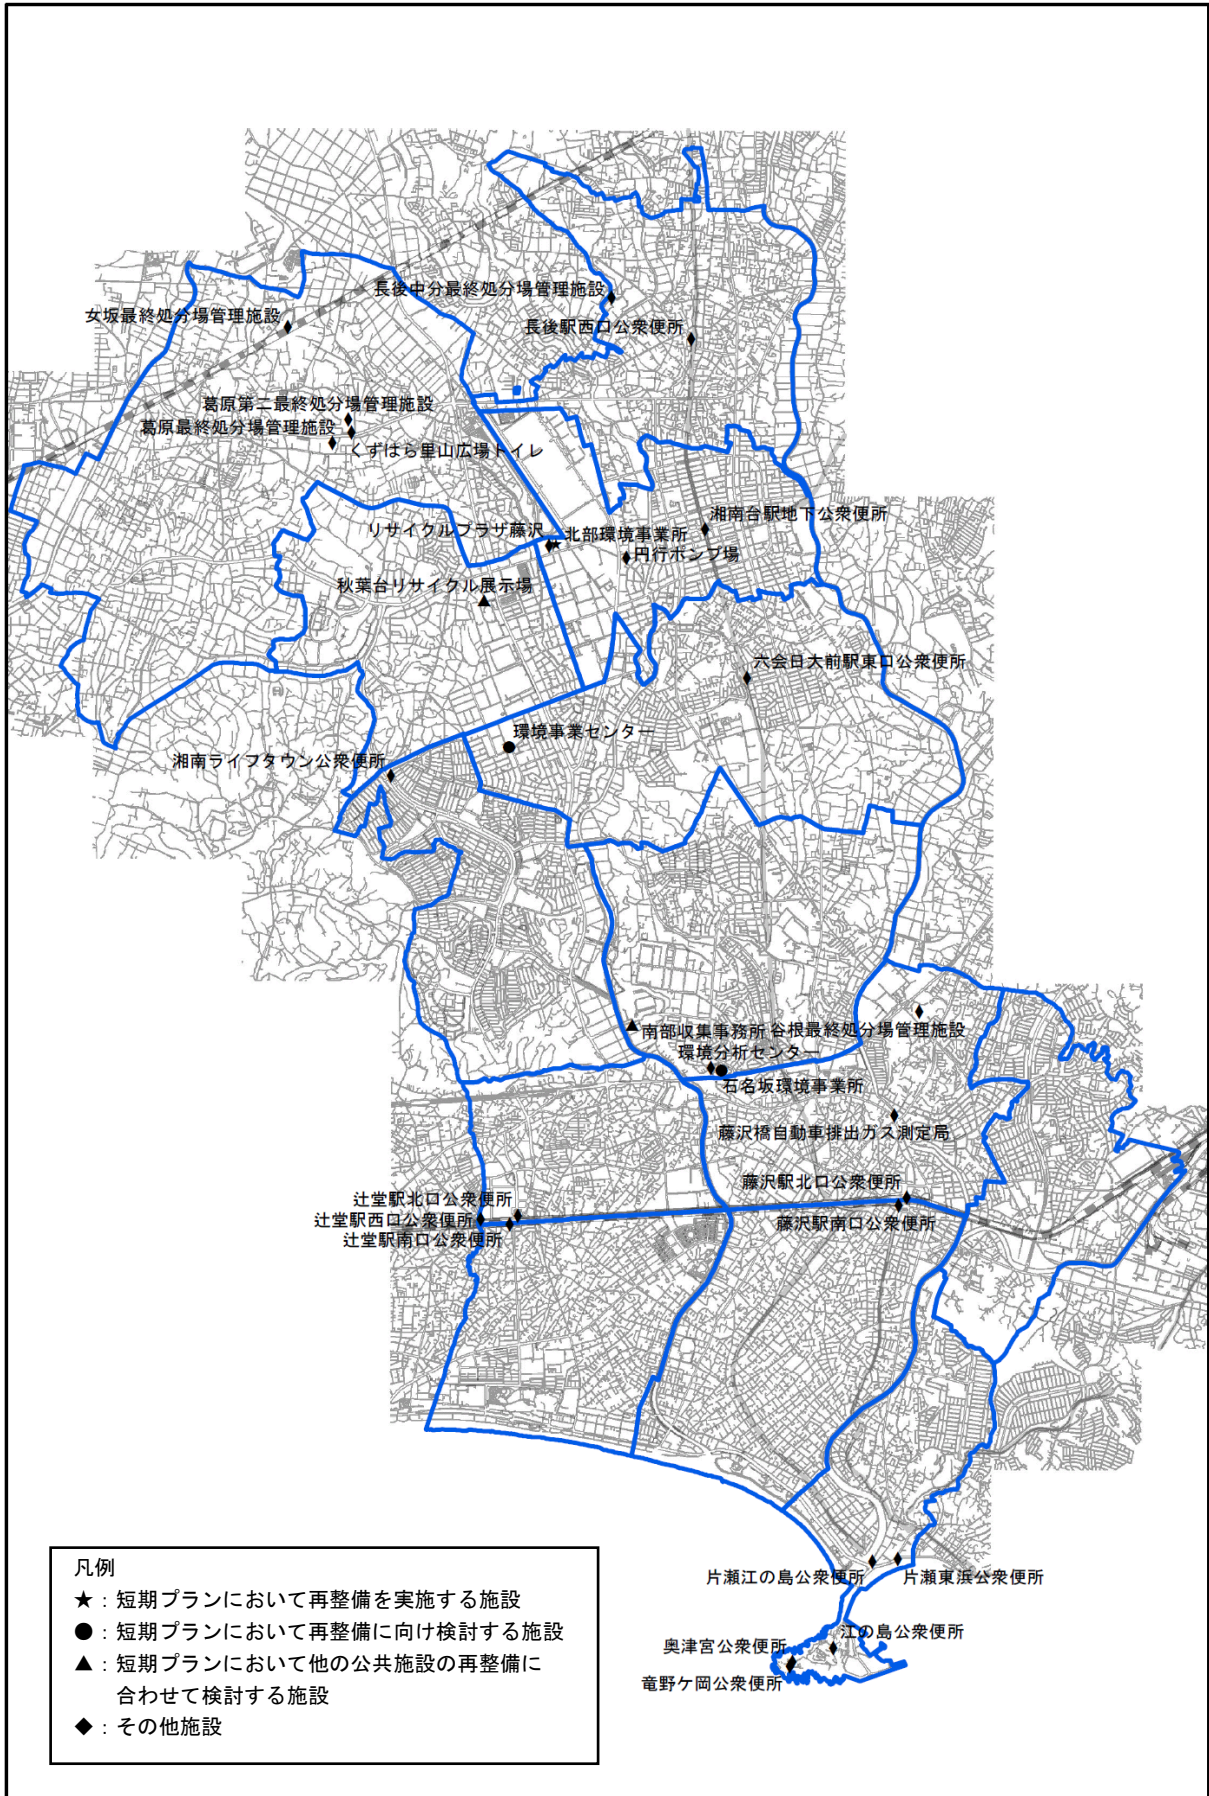 長後中分最終処分場管理施設
女坂最終処分場管理施設
長後駅西口公衆便所
葛原第二最終処分場管理施設
葛原最終処分場管理施設
くずはら里山広場トイレ
湘南台駅地下公衆便所
リサイクルプラザ藤沢
北部環境事業所
円行ポンプ場
秋葉台リサイクル展示場
六会日大前駅東口公衆便所
環境事業センター
湘南ライフタウン公衆便所
南部収集事務所
谷根最終処分場管理施設
環境分析センター
石名坂環境事業所
藤沢橋自動車排出ガス測定局
藤沢駅北口公衆便所
辻堂駅北口公衆便所
辻堂駅西口公衆便所
藤沢駅南口公衆便所
辻堂駅南口公衆便所
片瀬江の島公衆便所
片瀬東浜公衆便所
江の島公衆便所
奥津宮公衆便所
竜野ケ岡公衆便所
凡例
★：短期プランにおいて再整備を実施する施設
●：短期プランにおいて再整備に向け検討する施設
▲：短期プランにおいて他の公共施設の再整備に
合わせて検討する施設
◆：その他施設